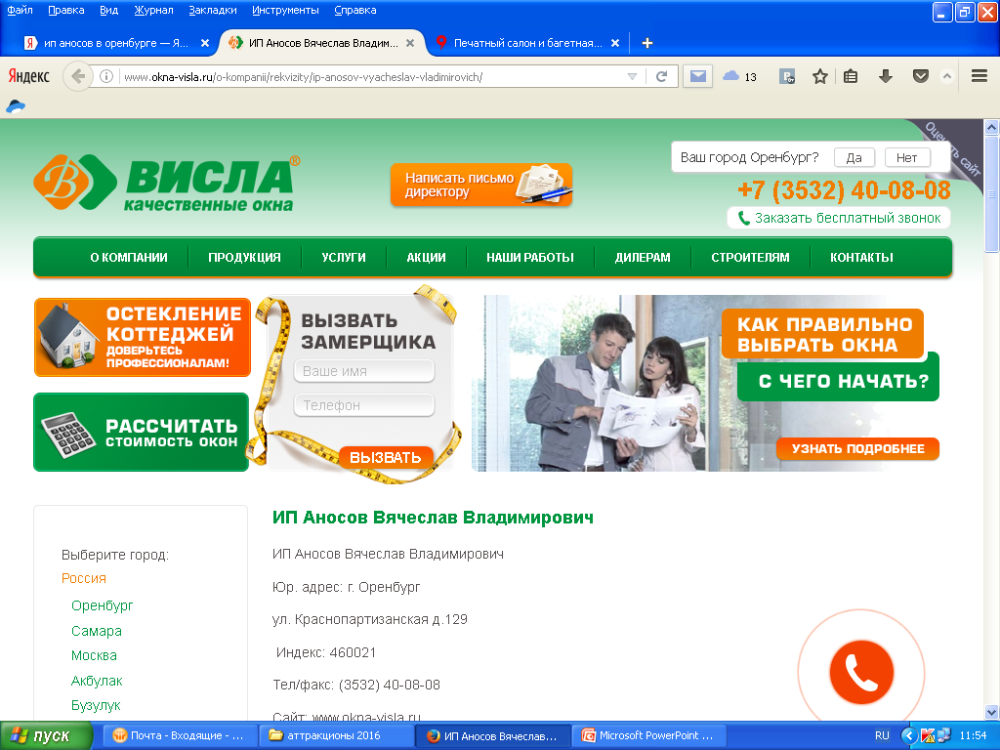 Файл Правка Вид Журнал Закладки Инструменты Справка
ип аносов в оренбурге — Я...
ИП Аносов Вячеслав Владим...
Печатный салон и багетная...
Яндекс
www.okna-visla.ru/o-kompanii/rekvizity/ip-anosov-vyacheslav-vladimirovich/
13
Оценить сайт
Ваш город Оренбург? Да Нет
ВИСЛА®
качественные окна
Написать письмо
директору
+7 (3532) 40-08-08
Заказать бесплатный звонок
О КОМПАНИИ ПРОДУКЦИЯ УСЛУГИ АКЦИИ НАШИ РАБОТЫ ДИЛЕРАМ СТРОИТЕЛЯМ КОНТАКТЫ
ОСТЕКЛЕНИЕ
КОТТЕДЖЕЙ
ДОВЕРЬТЕСЬ
ПРОФЕССИОНАЛАМ!
РАССЧИТАТЬ
СТОИМОСТЬ ОКОН
ВЫЗВАТЬ
ЗАМЕРЩИКА
Ваше имя
Телефон
ВЫЗВАТЬ
КАК ПРАВИЛЬНО
ВЫБРАТЬ ОКНА
С ЧЕГО НАЧАТЬ?
УЗНАТЬ ПОДРОБНЕЕ
Выберите город:
Россия
Оренбург
Самара
Москва
Акбулак
Бузулук
ИП Аносов Вячеслав Владимирович
ИП Аносов Вячеслав Владимирович
Юр. адрес: г. Оренбург
ул. Краснопартизанская д.129
Индекс: 460021
Тел/факс: (3532) 40-08-08
Сайт: www.okna-visla.ru
пуск
Почта - Входящие - ...
аттракционы 2016
ИП Аносов Вячеслав...
Microsoft PowerPoint ...
RU
11:54